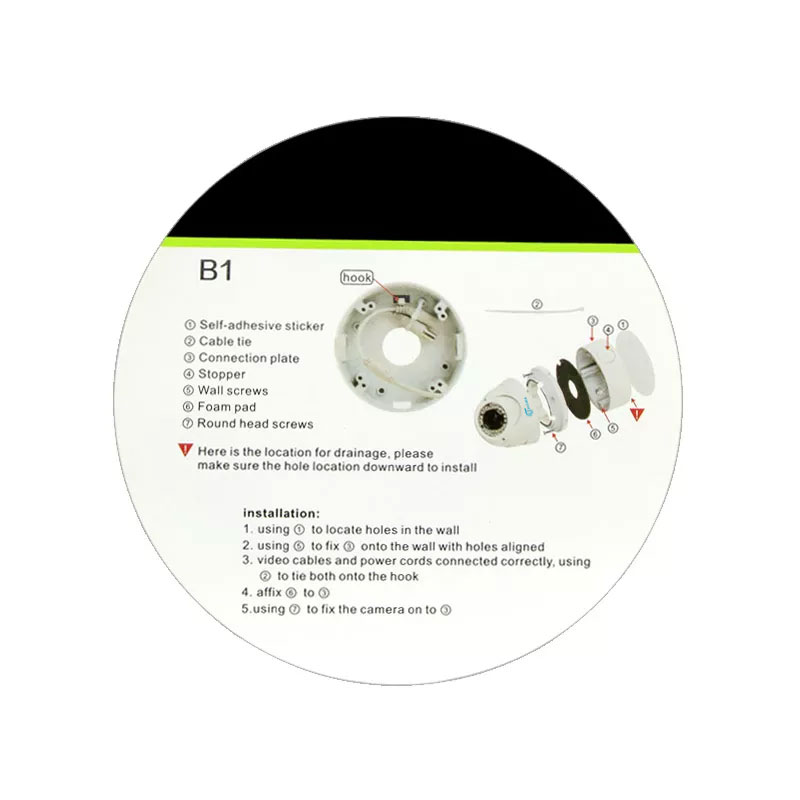 B1
hook
① Self-adhesive sticker
② Cable tie
③ Connection plate
④ Stopper
⑤ Wall screws
⑥ Foam pad
⑦ Round head screws
②
③
④
①
⑦
⑥
⑤
!
! Here is the location for drainage, please
make sure the hole location downward to install
installation:
1. using ① to locate holes in the wall
2. using ⑤ to fix ③ onto the wall with holes aligned
3. video cables and power cords connected correctly, using
② to tie both onto the hook
4. affix ⑥ to ③
5.using ⑦ to fix the camera on to ③